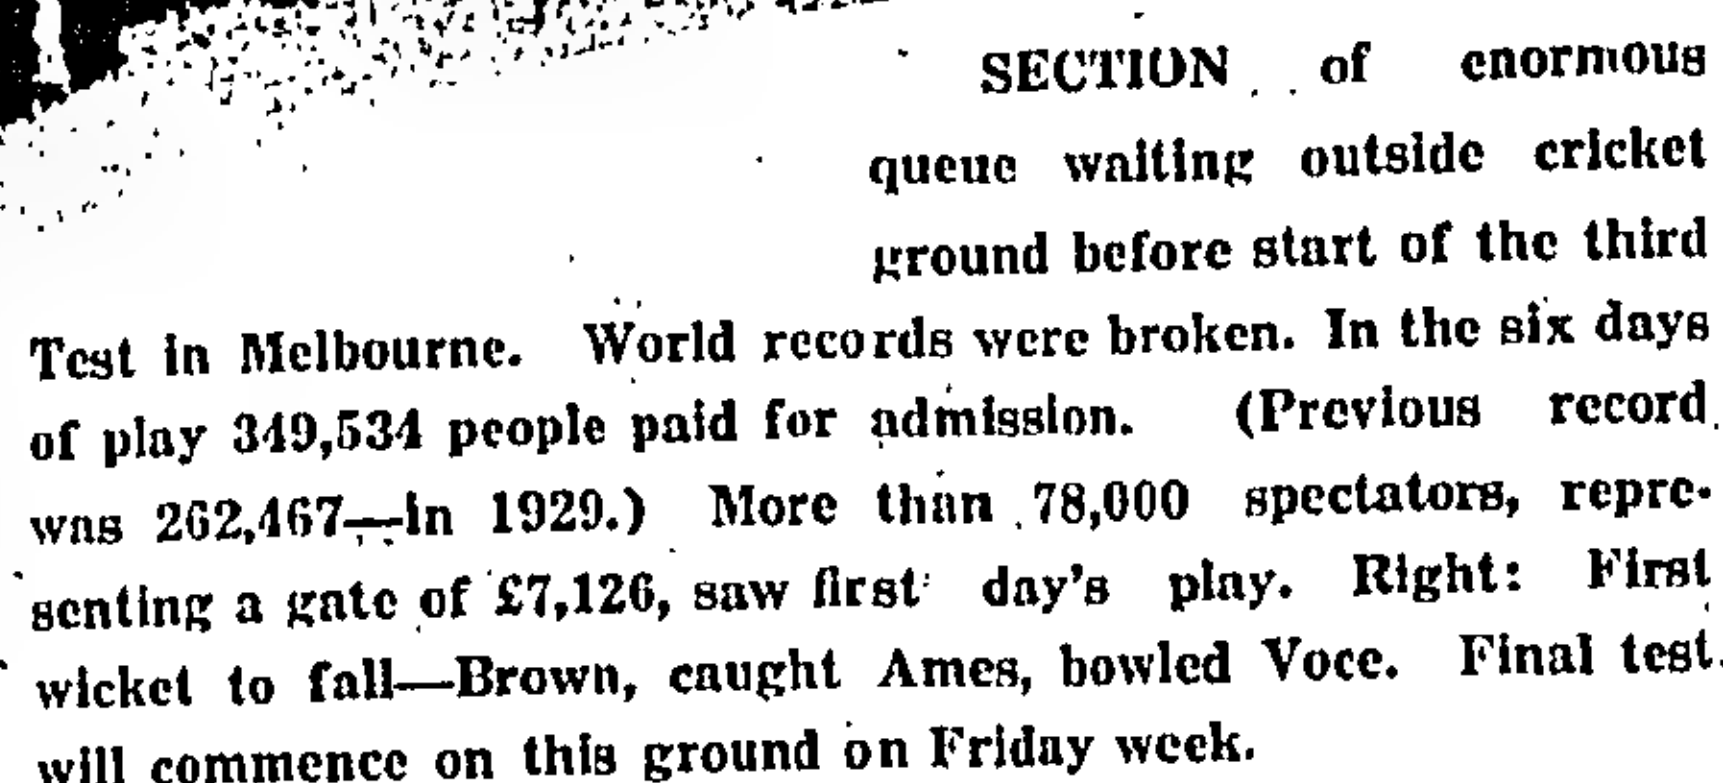 SECTION of enormous
queue waiting outside cricket
ground before start of the third
Test in Melbourne. World records were broken. In the six days
of play 349,534 people paid for admission. (Previous record
was 262,467—in 1929.) More than 78,000 spectators, repre-
senting a gate of £7,126, saw first day's play. Right: First
wicket to fall—Brown, caught Ames, bowled Voce. Final test
will commence on this ground on Friday week.